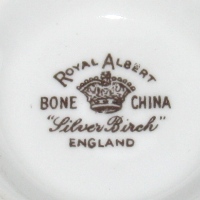 ROYAL ALBERT
BONE CHINA
"Silver Birch"
ENGLAND